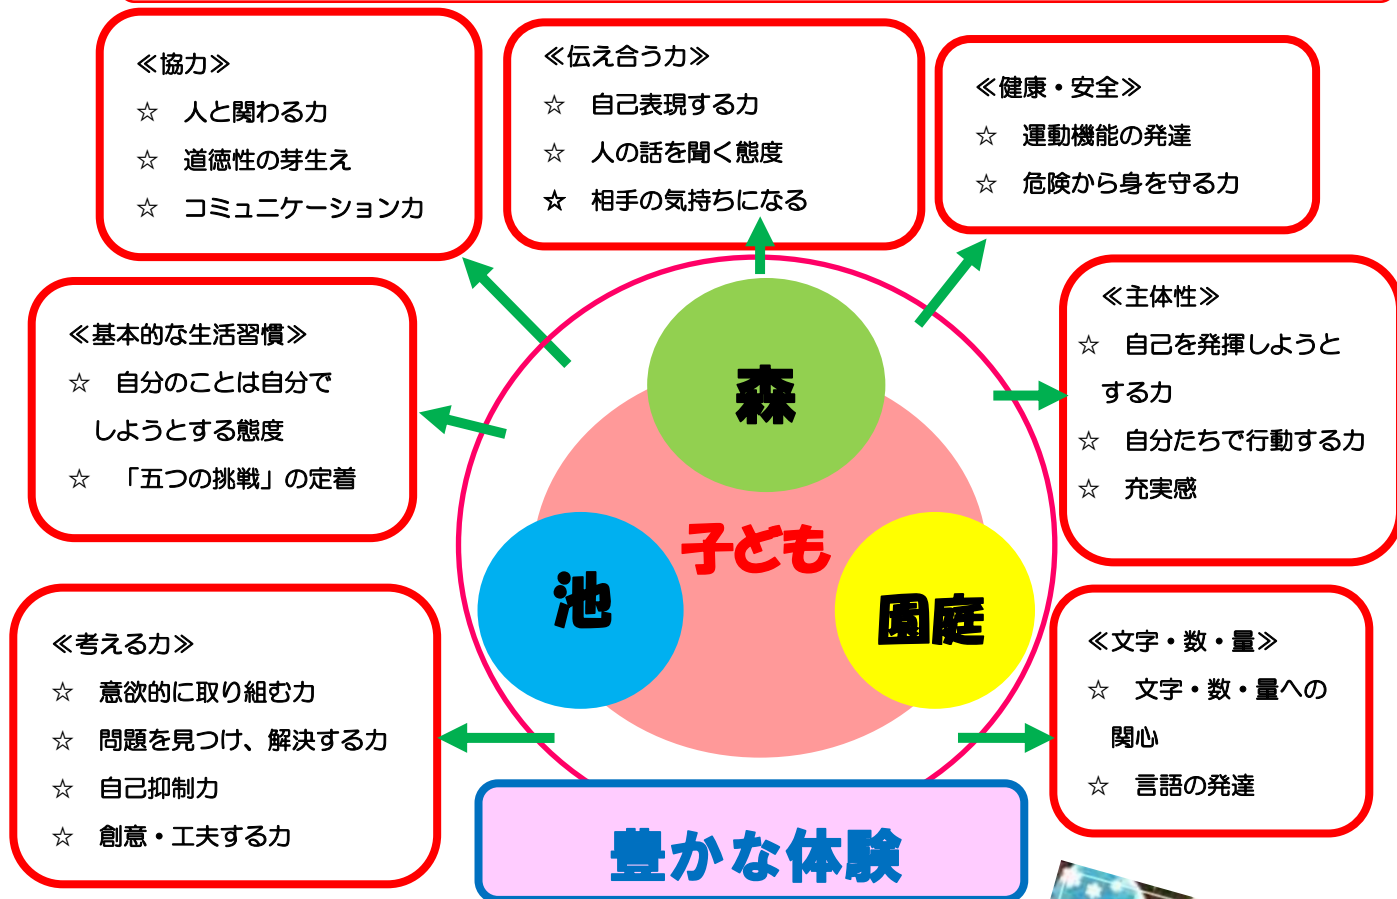 ≪協力≫
☆　人と関わる力
☆　道徳性の芽生え
☆　コミュニケーション力
≪伝え合う力≫
☆　自己表現する力
☆　人の話を聞く態度
☆　相手の気持ちになる
≪健康・安全≫
☆　運動機能の発達
☆　危険から身を守る力
≪基本的な生活習慣≫
☆　自分のことは自分で
しようとする態度
☆　「五つの挑戦」の定着
≪主体性≫
☆　自己を発揮しようと
する力
☆　自分たちで行動する力
☆　充実感
森
子ども
池
園庭
≪考える力≫
☆　意欲的に取り組む力
☆　問題を見つけ、解決する力
☆　自己抑制力
☆　創意・工夫する力
≪文字・数・量≫
☆　文字・数・量への
関心
☆　言語の発達
豊かな体験